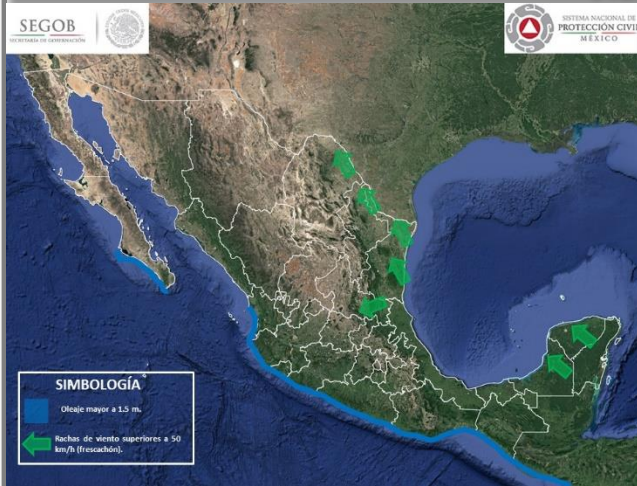 SEGOB
SECRETARÍA DE GOBERNACIÓN
SISTEMA NACIONAL DE
PROTECCIÓN CIVIL
MÉXICO
SIMBOLOGÍA
Oleaje mayor a 1.5 m.
Rachas de viento superiores a 50
km/h (frescachón).